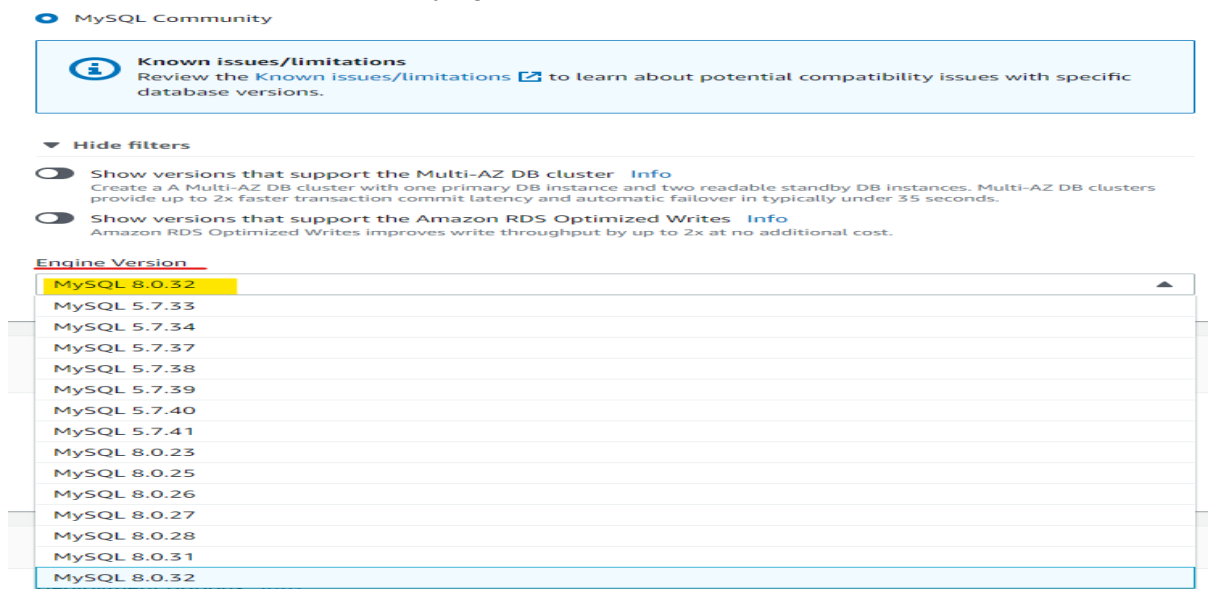 MySQL Community
Known issues/limitations
Review the Known issues/limitations to learn about potential compatibility issues with specific
database versions.
Hide filters
Show versions that support the Multi-AZ DB cluster Info
Create a A Multi-AZ DB cluster with one primary DB instance and two readable standby DB instances. Multi-AZ DB clusters
provide up to 2x faster transaction commit latency and automatic failover in typically under 35 seconds.
Show versions that support the Amazon RDS Optimized Writes Info
Amazon RDS Optimized Writes improves write throughput by up to 2x at no additional cost.
Engine Version
MySQL 8.0.32
MySQL 5.7.33
MySQL 5.7.34
MySQL 5.7.37
MySQL 5.7.38
MySQL 5.7.39
MySQL 5.7.40
MySQL 5.7.41
MySQL 8.0.23
MySQL 8.0.25
MySQL 8.0.26
MySQL 8.0.27
MySQL 8.0.28
MySQL 8.0.31
MySQL 8.0.32